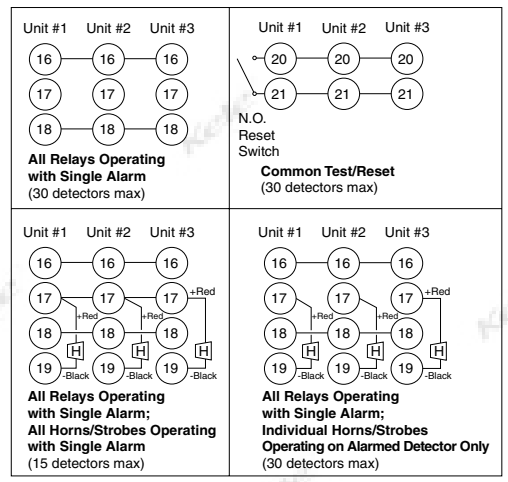 Unit #1 Unit #2 Unit #3
16 16 16
17 17 17
18 18 18
All Relays Operating
with Single Alarm
(30 detectors max)
Unit #1 Unit #2 Unit #3
20 20 20
21 21 21
N.O.
Reset
Switch
Common Test/Reset
(30 detectors max)
Unit #1 Unit #2 Unit #3
16 16 16
17 17 17 +Red
+Red +Red
18 18 18
H H H
19 19 19
-Black -Black -Black
All Relays Operating
with Single Alarm;
All Horns/Strobes Operating
with Single Alarm
(15 detectors max)
Unit #1 Unit #2 Unit #3
16 16 16
17 17 17 +Red
+Red +Red
18 18 18
H H H
19 19 19
-Black -Black -Black
All Relays Operating
with Single Alarm;
Individual Horns/Strobes
Operating on Alarmed Detector Only
(30 detectors max)